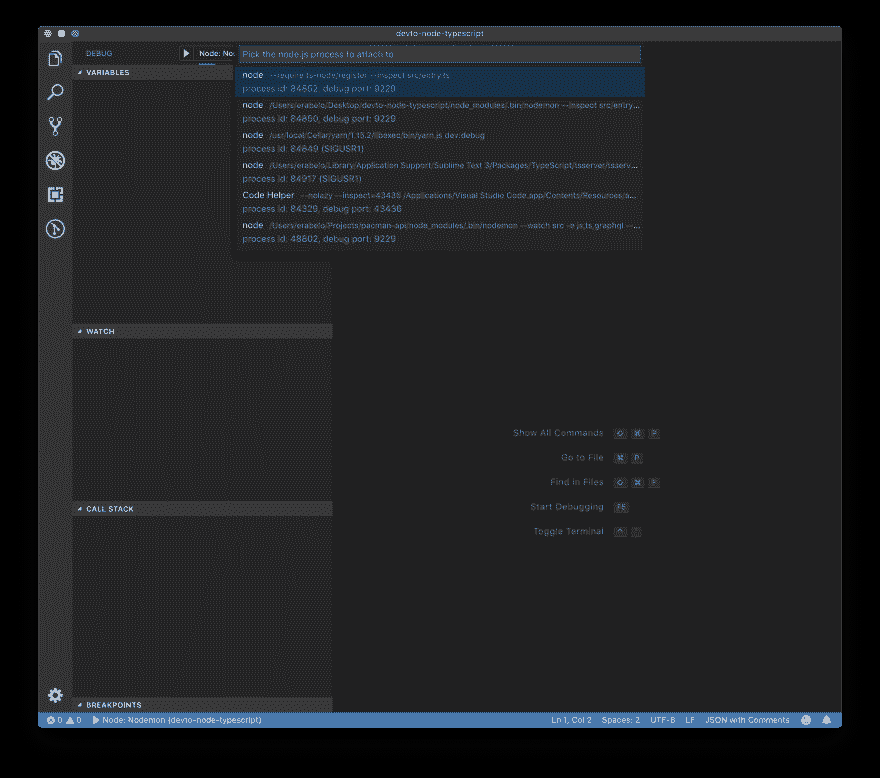 devto-node-typescript
DEBUG
Node: No
Pick the node.js process to attach to
VARIABLES
node --require ts-node/register --inspect src/entry.ts
process id: 84852, debug port: 9229
node /Users/erabelo/Desktop/devto-node-typescript/node_modules/.bin/nodemon --inspect src/entry...
process id: 84850, debug port: 9229
node /usr/local/Cellar/yarn/1.15.2/libexec/bin/yarn.js dev:debug
process id: 84849 (SIGUSR1)
node /Users/erabelo/Library/Application Support/Sublime Text 3/Packages/TypeScript/tsserver/tsserv...
process id: 84917 (SIGUSR1)
Code Helper --nolazy --inspect=43436 /Applications/Visual Studio Code.app/Contents/Resources/a...
process id: 84329, debug port: 43436
node /Users/erabelo/Projects/pacman-api/node_modules/.bin/nodemon --watch src -e js,ts,graphql --...
process id: 48802, debug port: 9229
WATCH
Show All Commands ⇧ ⌘ P
Go to File ⌘ P
Find in Files ⇧ ⌘ F
CALL STACK
Start Debugging F5
Toggle Terminal ^ `
BREAKPOINTS
0 0 Node: Nodemon (devto-node-typescript) Ln 1, Col 2 Spaces: 2 UTF-8 LF JSON with Comments